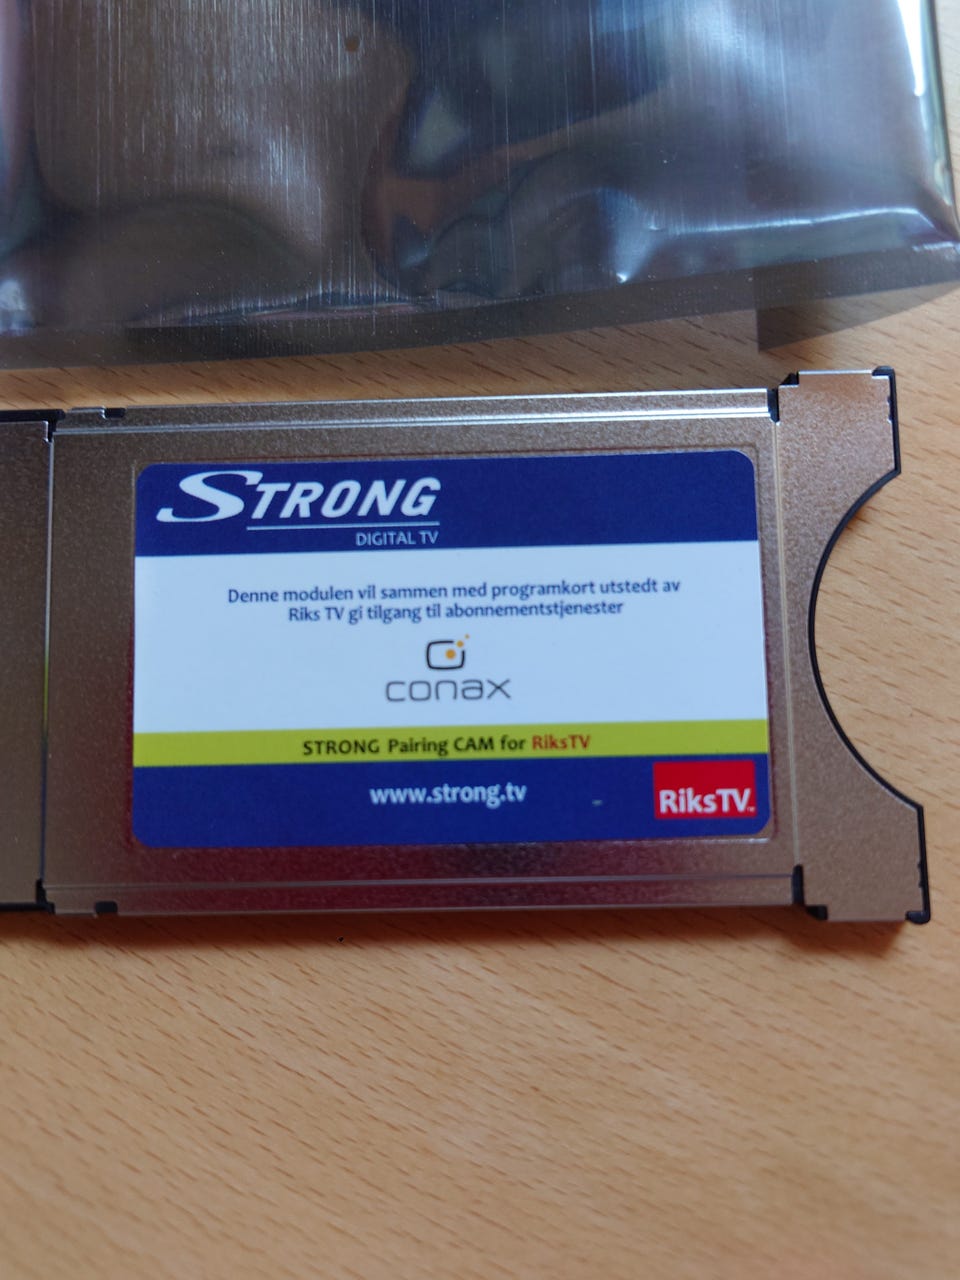 STRONG
DIGITAL TV
Denne modulen vil sammen med programkort utstedt av
Riks TV gi tilgang til abonnementstjenester
conax
STRONG Pairing CAM for RiksTV
www.strong.tv
RiksTV™